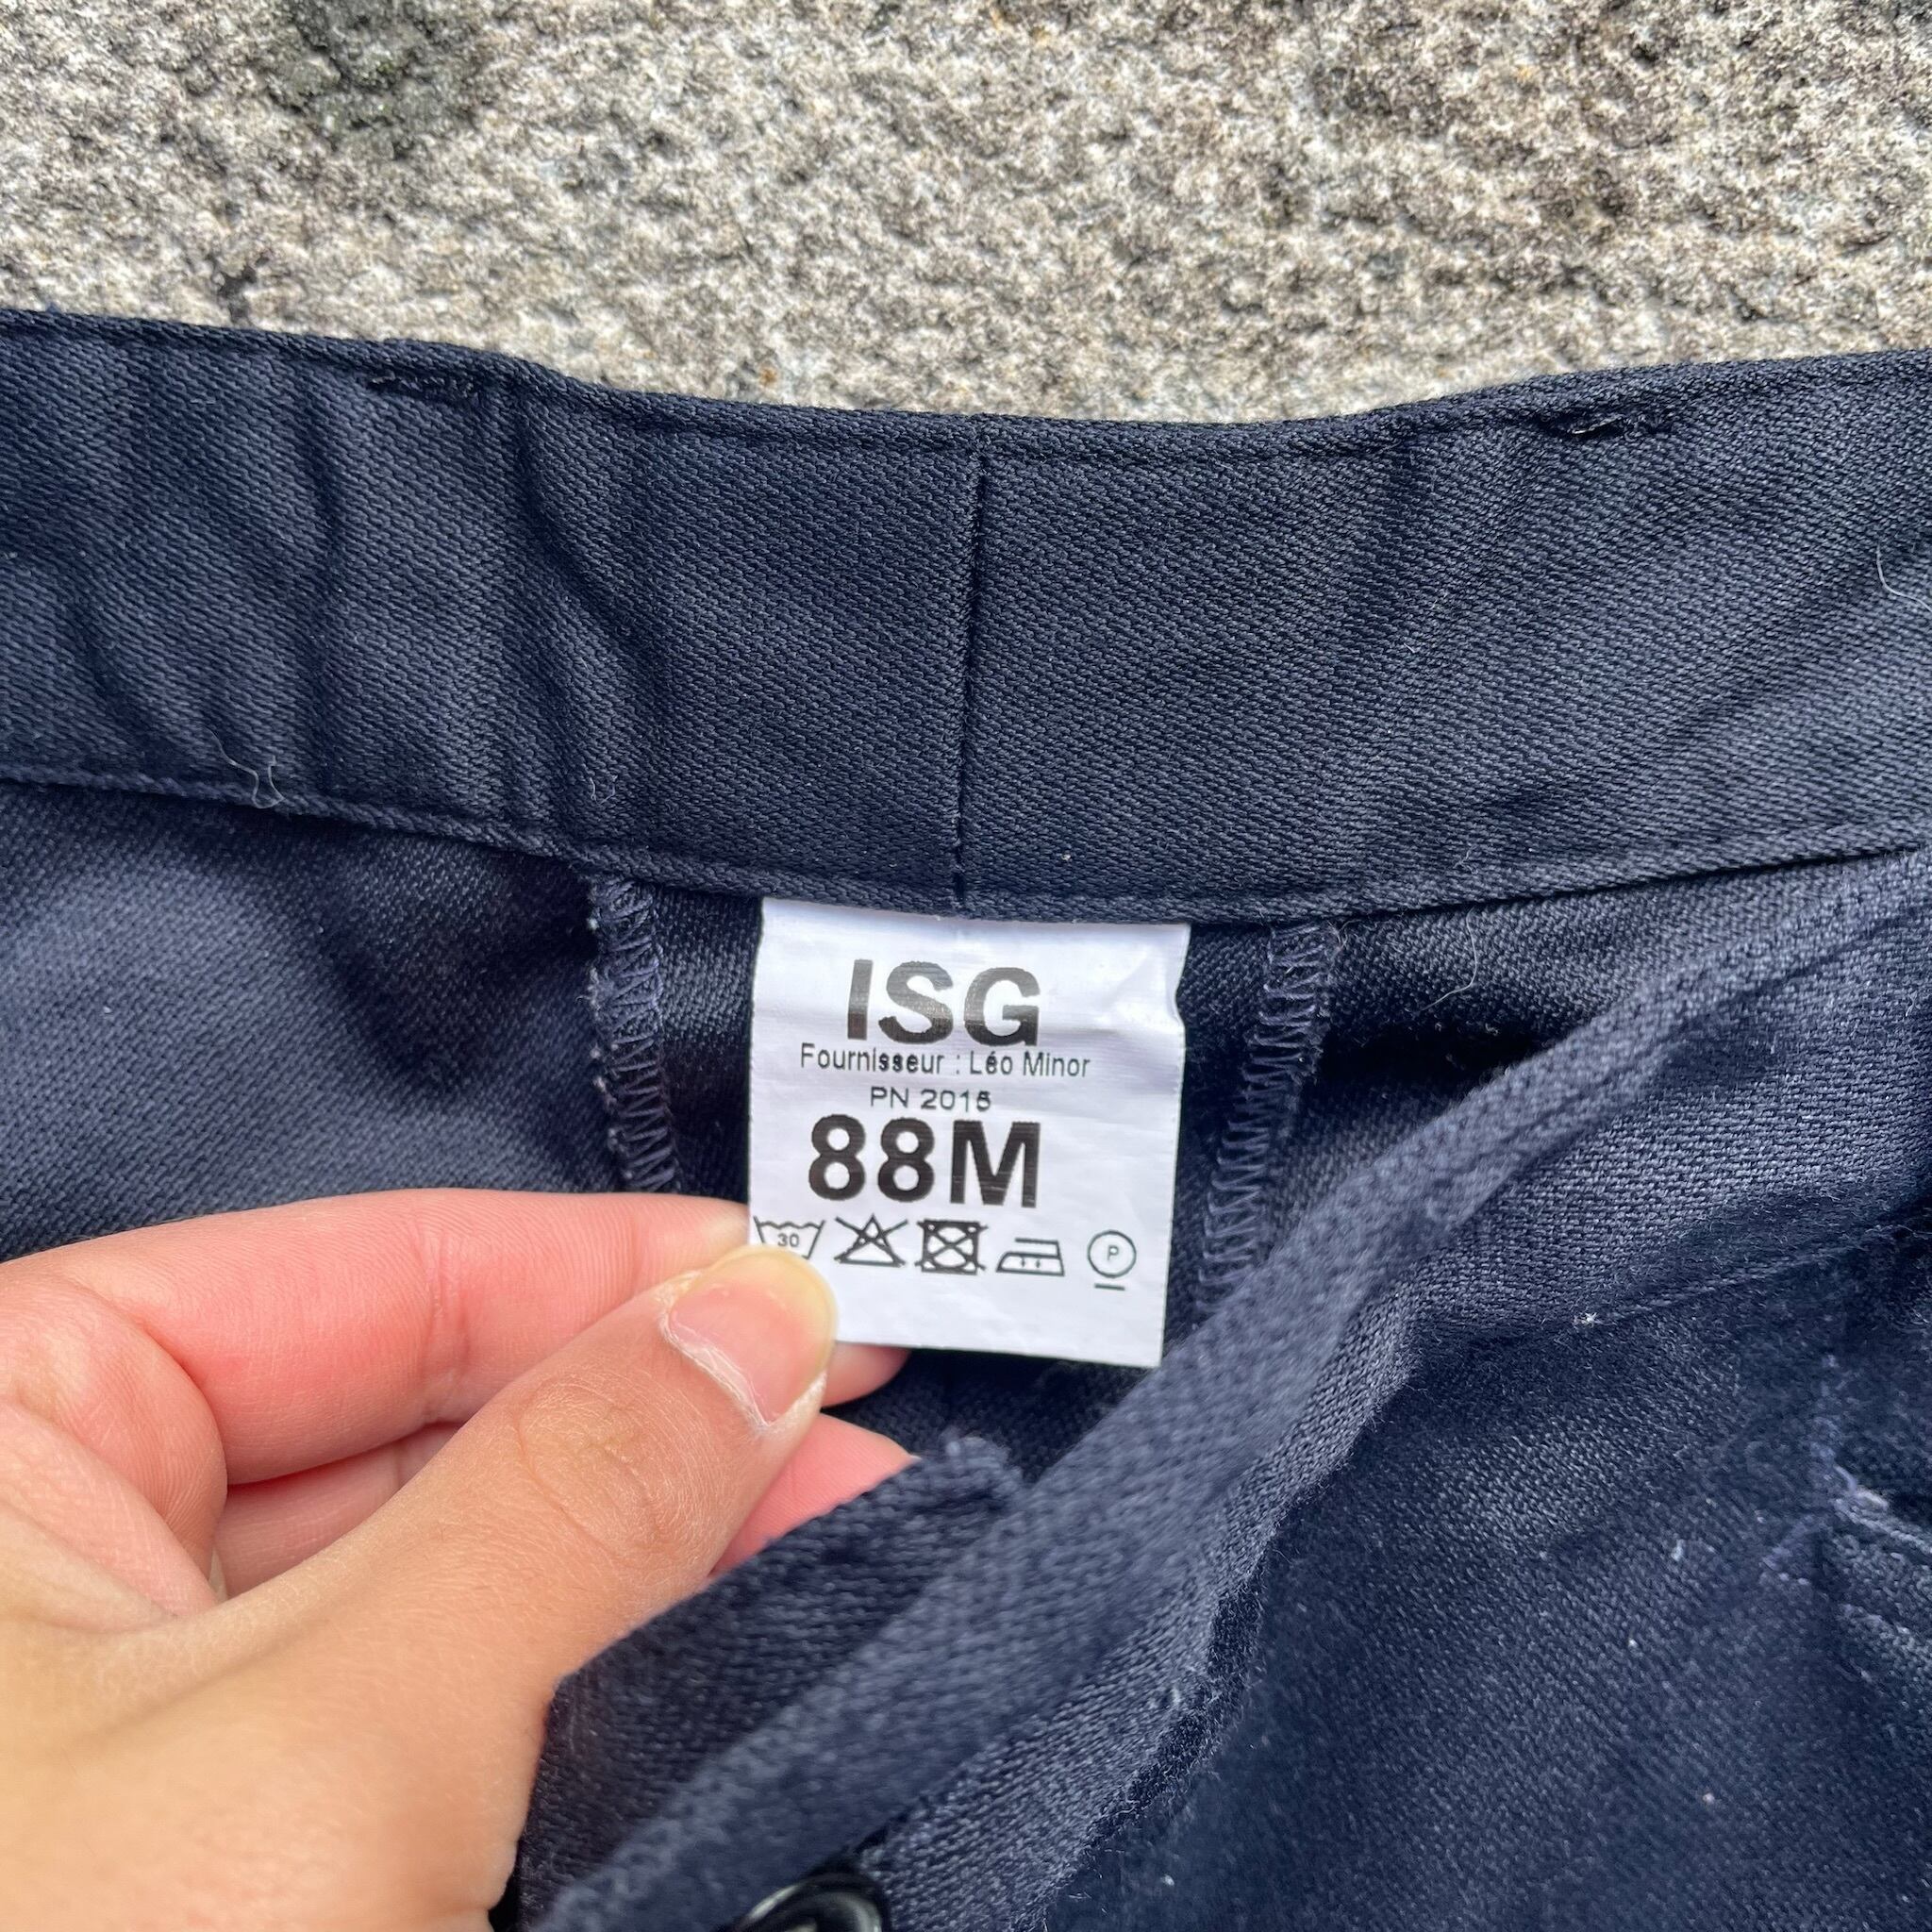 ISG
Fournisseur : Léo Minor
PN 2015
88M
30
P